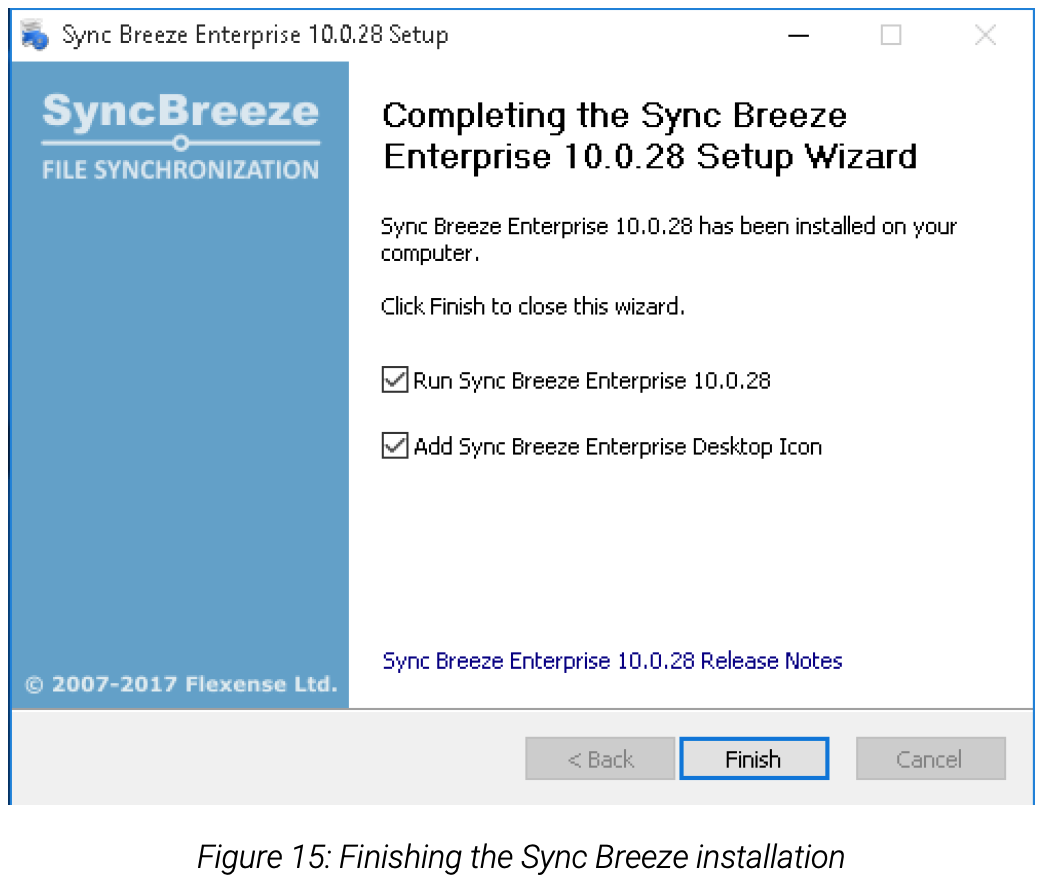 Sync Breeze Enterprise 10.0.28 Setup
SyncBreeze
FILE SYNCHRONIZATION
Completing the Sync Breeze
Enterprise 10.0.28 Setup Wizard
Sync Breeze Enterprise 10.0.28 has been installed on your
computer.
Click Finish to close this wizard.
Run Sync Breeze Enterprise 10.0.28
Add Sync Breeze Enterprise Desktop Icon
Sync Breeze Enterprise 10.0.28 Release Notes
© 2007-2017 Flexense Ltd.
< Back
Finish
Cancel
Figure 15: Finishing the Sync Breeze installation